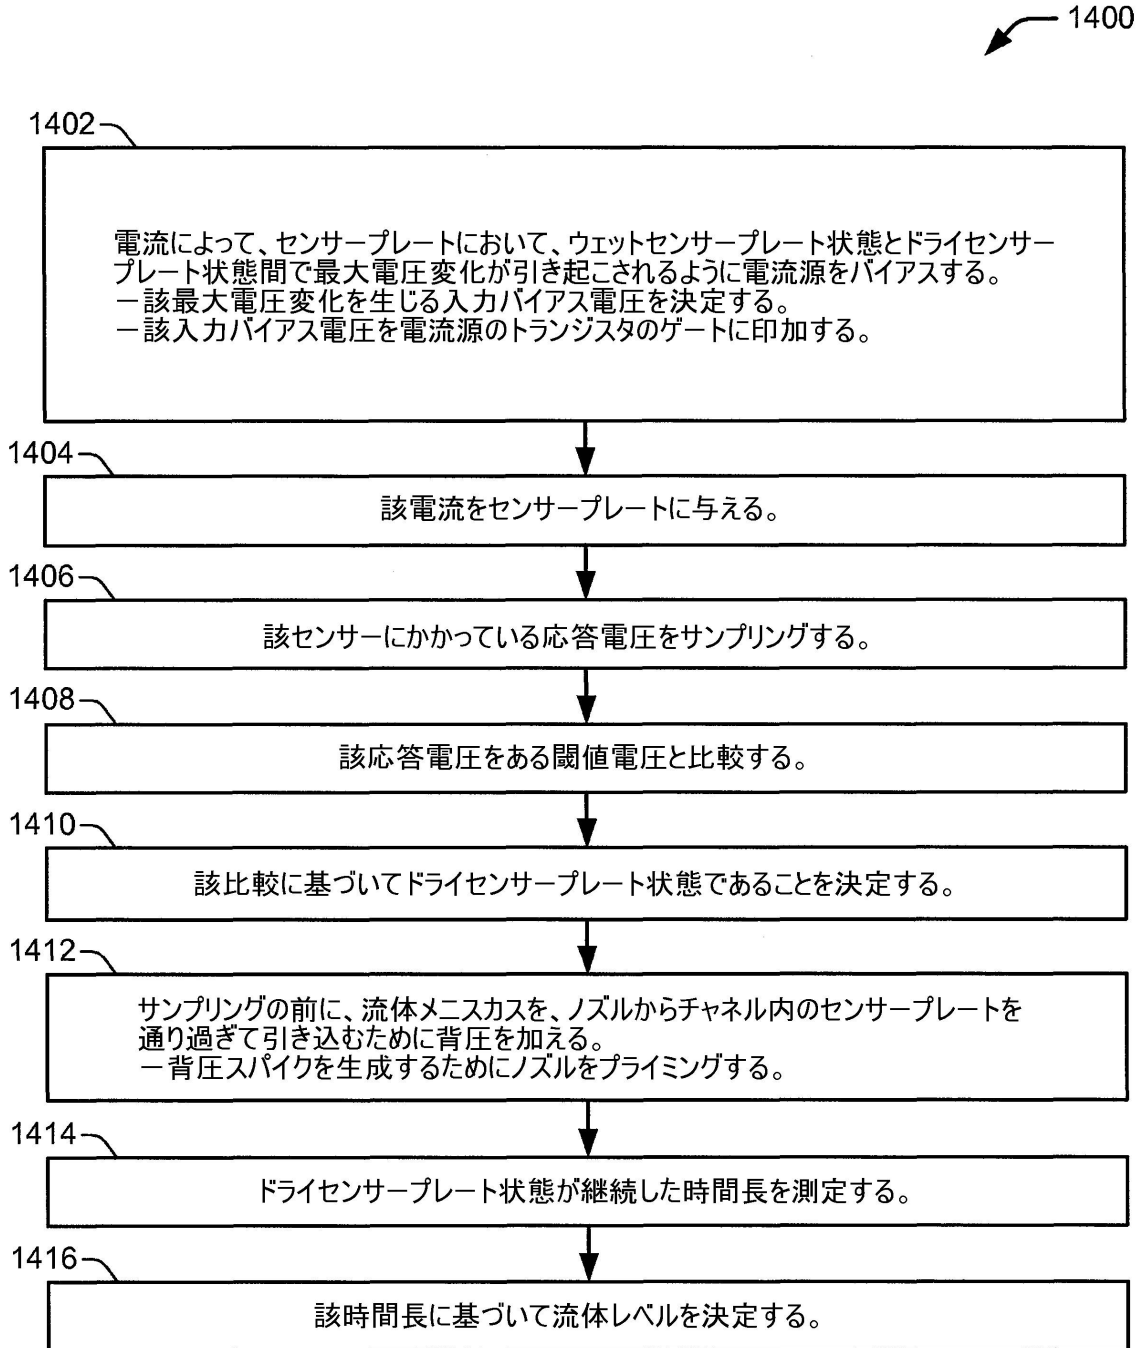 1400
1402
電流によって、センサープレートにおいて、ウェットセンサープレート状態とドライセンサー
プレート状態間で最大電圧変化が引き起こされるように電流源をバイアスする。
－該最大電圧変化を生じる入力バイアス電圧を決定する。
－該入力バイアス電圧を電流源のトランジスタのゲートに印加する。
1404
該電流をセンサープレートに与える。
1406
該センサーにかかっている応答電圧をサンプリングする。
1408
該応答電圧をある閾値電圧と比較する。
1410
該比較に基づいてドライセンサープレート状態であることを決定する。
1412
サンプリングの前に、流体メニスカスを、ノズルからチャネル内のセンサープレートを
通り過ぎて引き込むために背圧を加える。
－背圧スパイクを生成するためにノズルをプライミングする。
1414
ドライセンサープレート状態が継続した時間長を測定する。
1416
該時間長に基づいて流体レベルを決定する。